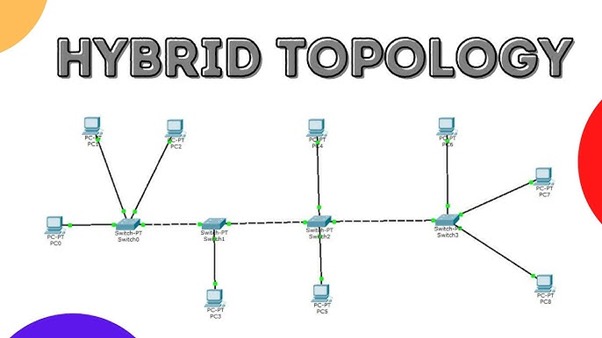 HYBRID TOPOLOGY
PC-PT
PC1
PC-PT
PC2
PC-PT
PC4
PC-PT
PC6
PC-PT
PC7
PC-PT
PC0
Switch-PT
Switch0
Switch-PT
Switch1
Switch-PT
Switch2
Switch-PT
Switch3
PC-PT
PC3
PC-PT
PC5
PC-PT
PC8